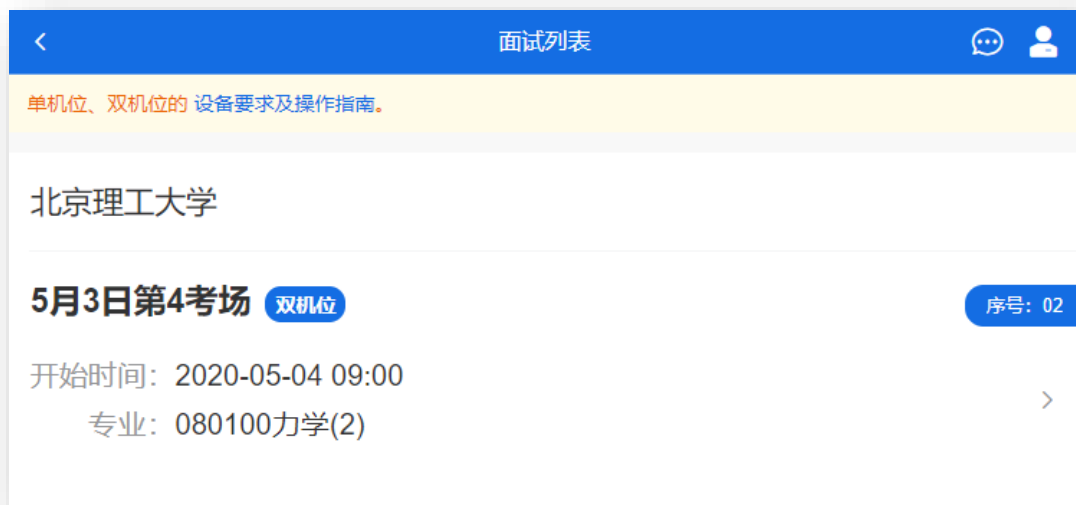 面试列表
单机位、双机位的 设备要求及操作指南。
北京理工大学
5月3日第4考场 双机位 序号：02
开始时间：2020-05-04 09:00
专业：080100力学(2)